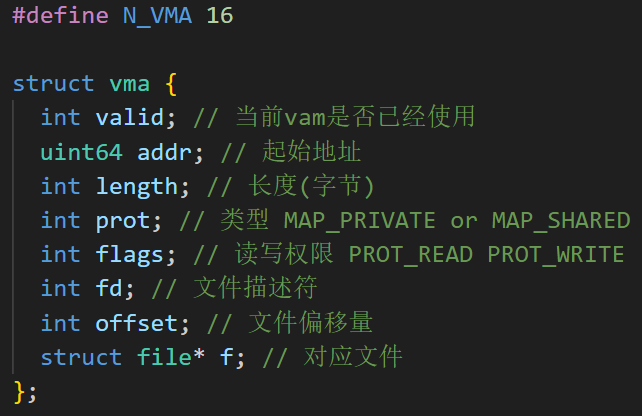 #define N_VMA 16
struct vma {
int valid; // 当前vam是否已经使用
uint64 addr; // 起始地址
int length; // 长度(字节)
int prot; // 类型 MAP_PRIVATE or MAP_SHARED
int flags; // 读写权限 PROT_READ PROT_WRITE
int fd; // 文件描述符
int offset; // 文件偏移量
struct file* f; // 对应文件
};